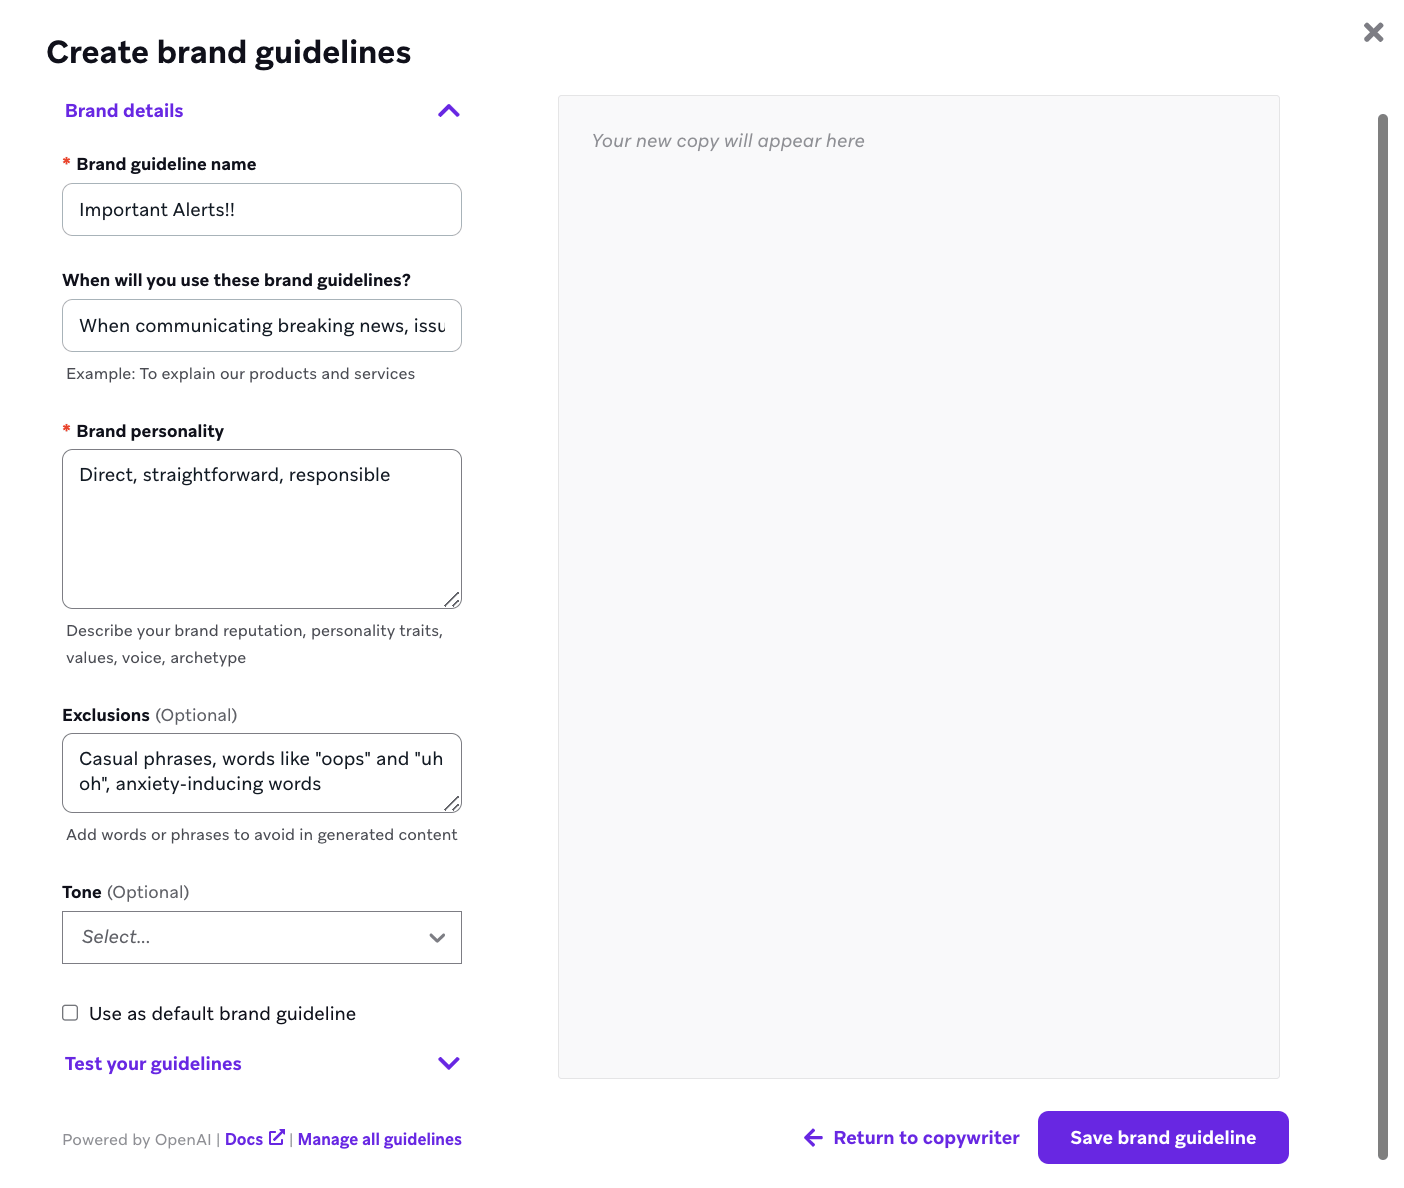 Create brand guidelines
Brand details
* Brand guideline name
Important Alerts!!
When will you use these brand guidelines?
When communicating breaking news, issu
Example: To explain our products and services
* Brand personality
Direct, straightforward, responsible
Describe your brand reputation, personality traits,
values, voice, archetype
Exclusions (Optional)
Casual phrases, words like "oops" and "uh
oh", anxiety-inducing words
Add words or phrases to avoid in generated content
Tone (Optional)
Select...
Use as default brand guideline
Test your guidelines
Powered by OpenAI | Docs | Manage all guidelines
Your new copy will appear here
Return to copywriter
Save brand guideline